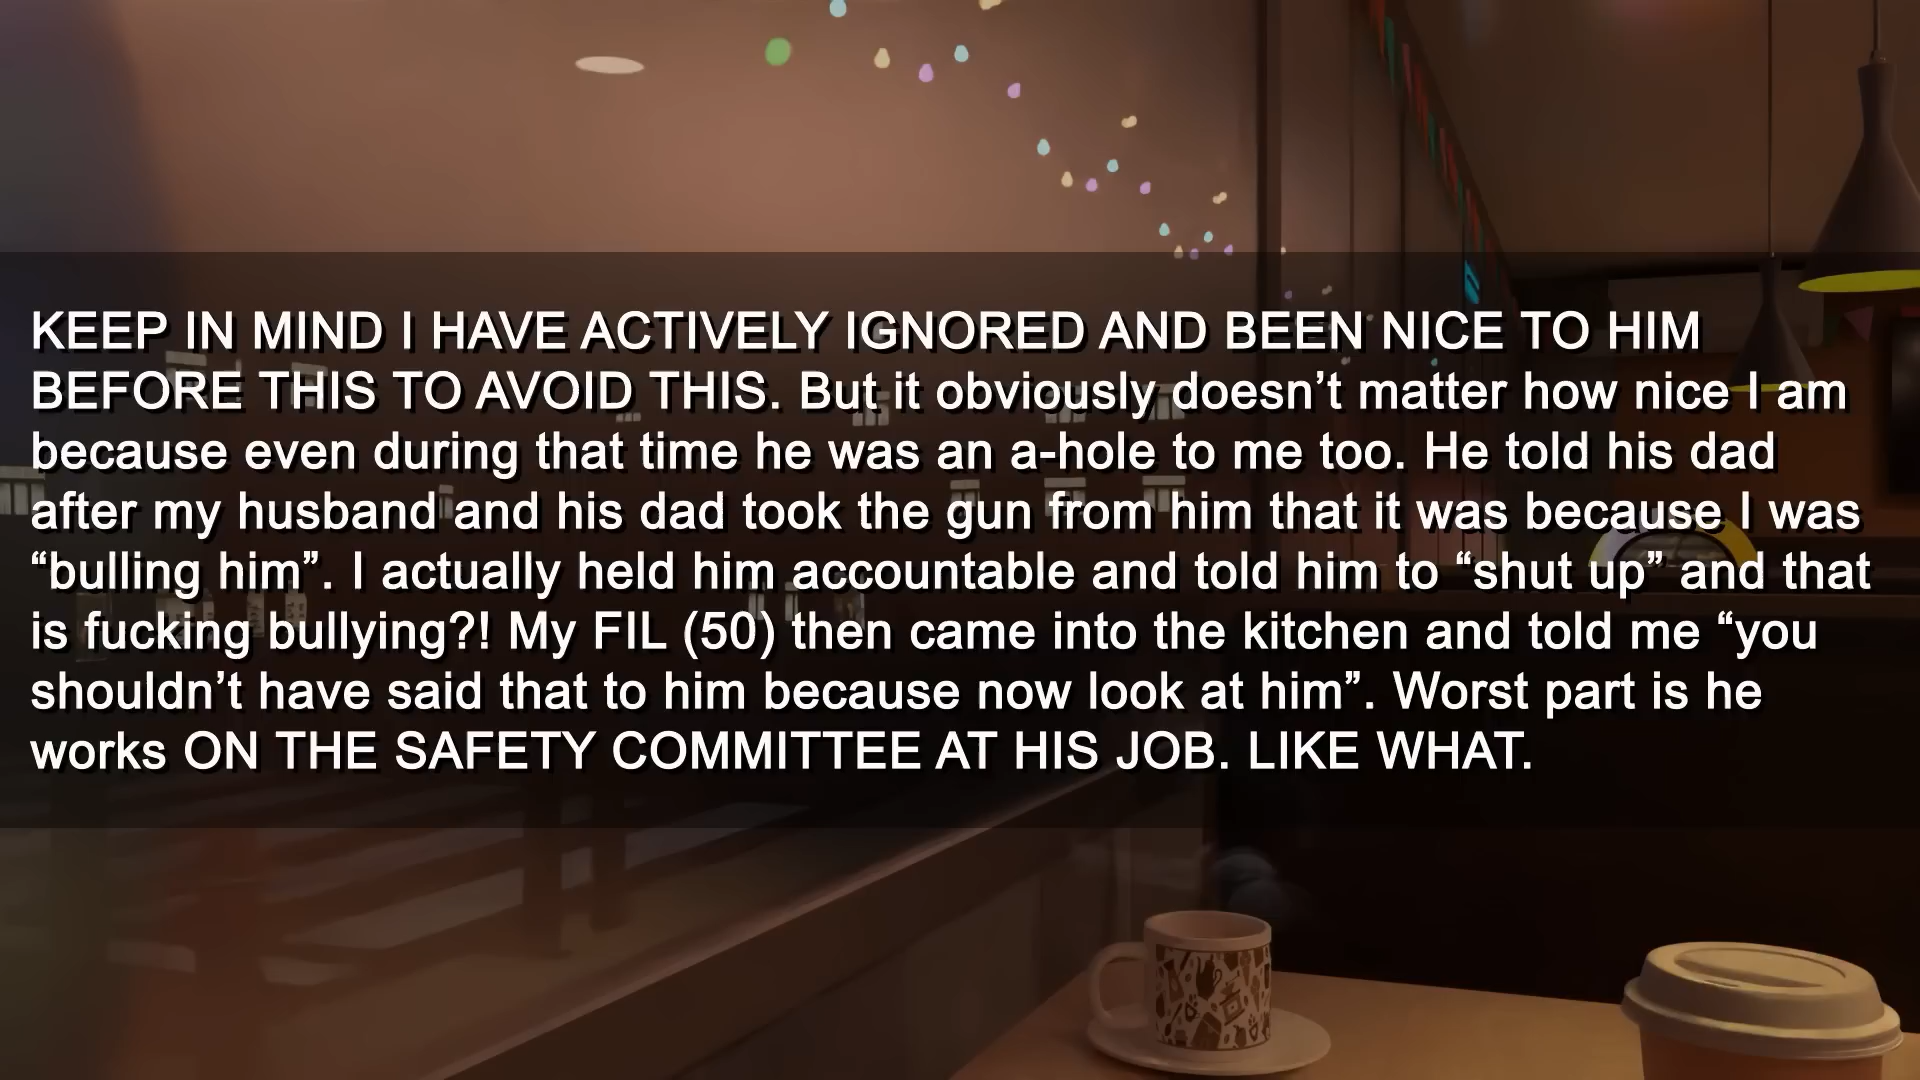 KEEP IN MIND I HAVE ACTIVELY IGNORED AND BEEN NICE TO HIM
BEFORE THIS TO AVOID THIS. But it obviously doesn’t matter how nice I am
because even during that time he was an a-hole to me too. He told his dad
after my husband and his dad took the gun from him that it was because I was
“bulling him”. I actually held him accountable and told him to “shut up” and that
is fucking bullying?! My FIL (50) then came into the kitchen and told me “you
shouldn’t have said that to him because now look at him”. Worst part is he
works ON THE SAFETY COMMITTEE AT HIS JOB. LIKE WHAT.